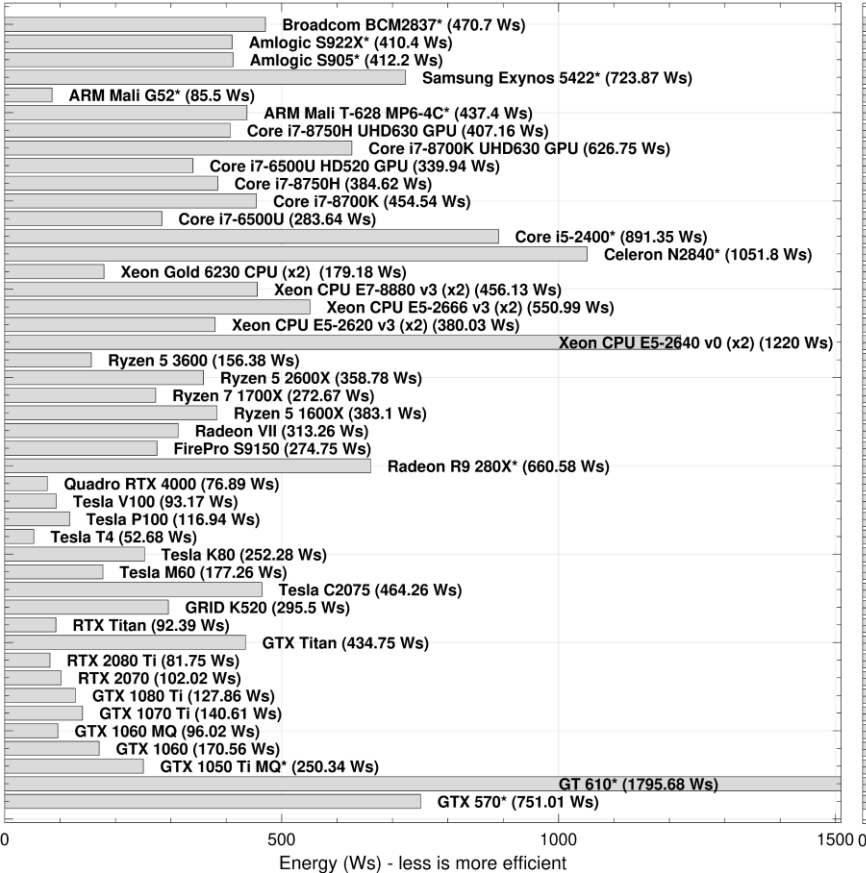 Broadcom BCM2837* (470.7 Ws)
Amlogic S922X* (410.4 Ws)
Amlogic S905* (412.2 Ws)
Samsung Exynos 5422* (723.87 Ws)
ARM Mali G52* (85.5 Ws)
ARM Mali T-628 MP6-4C* (437.4 Ws)
Core i7-8750H UHD630 GPU (407.16 Ws)
Core i7-8700K UHD630 GPU (626.75 Ws)
Core i7-6500U HD520 GPU (339.94 Ws)
Core i7-8750H (384.62 Ws)
Core i7-8700K (454.54 Ws)
Core i7-6500U (283.64 Ws)
Core i5-2400* (891.35 Ws)
Celeron N2840* (1051.8 Ws)
Xeon Gold 6230 CPU (x2) (179.18 Ws)
Xeon CPU E7-8880 v3 (x2) (456.13 Ws)
Xeon CPU E5-2666 v3 (x2) (550.99 Ws)
Xeon CPU E5-2620 v3 (x2) (380.03 Ws)
Xeon CPU E5-2640 v0 (x2) (1220 Ws)
Ryzen 5 3600 (156.38 Ws)
Ryzen 5 2600X (358.78 Ws)
Ryzen 7 1700X (272.67 Ws)
Ryzen 5 1600X (383.1 Ws)
Radeon VII (313.26 Ws)
FirePro S9150 (274.75 Ws)
Radeon R9 280X* (660.58 Ws)
Quadro RTX 4000 (76.89 Ws)
Tesla V100 (93.17 Ws)
Tesla P100 (116.94 Ws)
Tesla T4 (52.68 Ws)
Tesla K80 (252.28 Ws)
Tesla M60 (177.26 Ws)
Tesla C2075 (464.26 Ws)
GRID K520 (295.5 Ws)
RTX Titan (92.39 Ws)
GTX Titan (434.75 Ws)
RTX 2080 Ti (81.75 Ws)
RTX 2070 (102.02 Ws)
GTX 1080 Ti (127.86 Ws)
GTX 1070 Ti (140.61 Ws)
GTX 1060 MQ (96.02 Ws)
GTX 1060 (170.56 Ws)
GTX 1050 Ti MQ* (250.34 Ws)
GT 610* (1795.68 Ws)
GTX 570* (751.01 Ws)
0 500 1000 1500 0
Energy (Ws) - less is more efficient